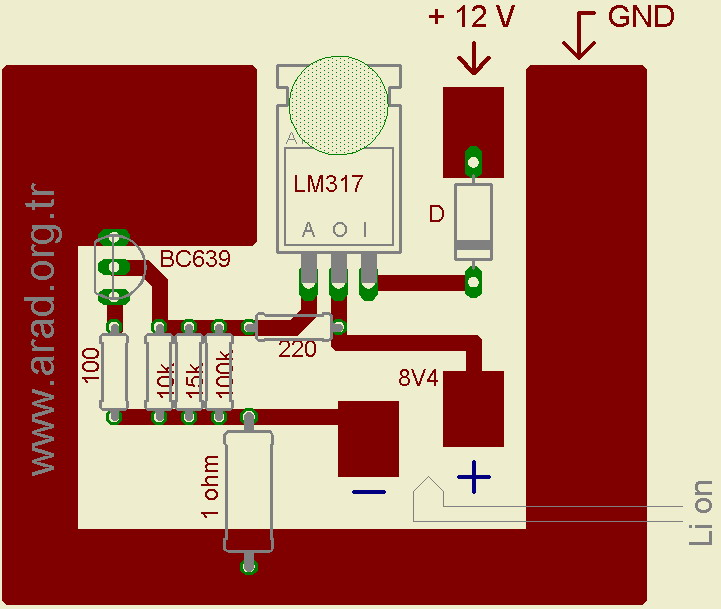 + 12 V
GND
LM317
D
A O I
BC639
www.arad.org.tr
220
100
10k
15k
100k
8V4
1 ohm
+
−
Li on